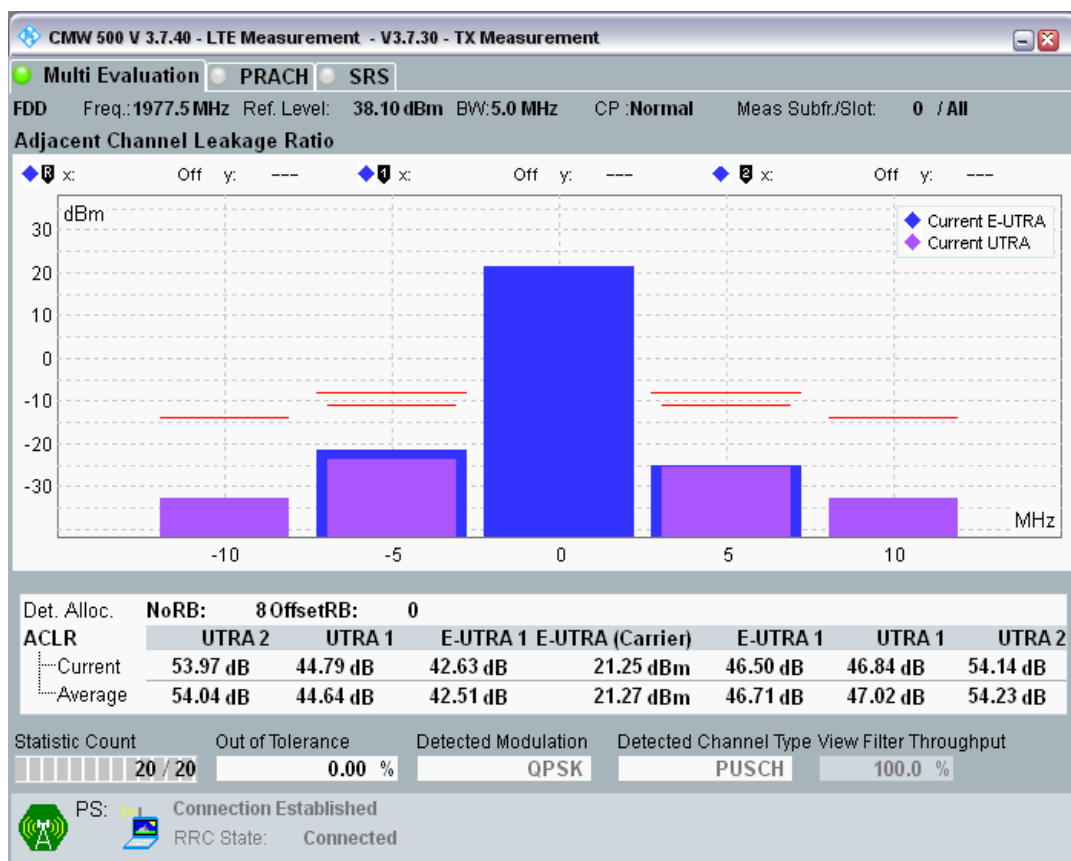 CMW 500 V 3.7.40 - LTE Measurement - V3.7.30 - TX Measurement
Multi Evaluation PRACH SRS
FDD Freq.: 1977.5 MHz Ref. Level: 38.10 dBm BW: 5.0 MHz CP : Normal Meas Subfr./Slot: 0 / All
Adjacent Channel Leakage Ratio
R x: Off y: --- 1 x: Off y: --- 2 x: Off y: ---
dBm
Current E-UTRA
Current UTRA
30
20
10
0
-10
-20
-30
MHz
-10 -5 0 5 10
Det. Alloc. NoRB: 8 OffsetRB: 0
ACLR UTRA 2 UTRA 1 E-UTRA 1 E-UTRA (Carrier) E-UTRA 1 UTRA 1 UTRA 2
Current 53.97 dB 44.79 dB 42.63 dB 21.25 dBm 46.50 dB 46.84 dB 54.14 dB
Average 54.04 dB 44.64 dB 42.51 dB 21.27 dBm 46.71 dB 47.02 dB 54.23 dB
Statistic Count Out of Tolerance Detected Modulation Detected Channel Type View Filter Throughput
20 / 20 0.00 % QPSK PUSCH 100.0 %
PS: Connection Established
RRC State: Connected